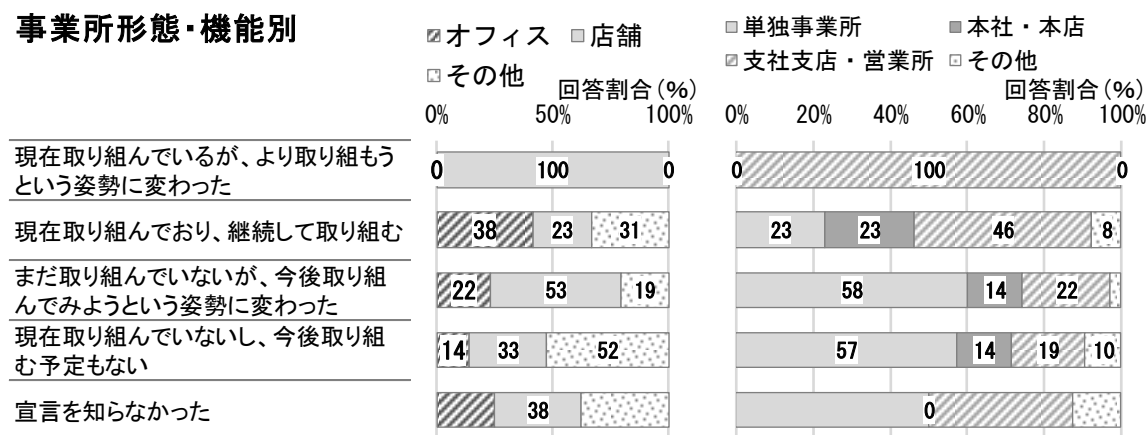 事業所形態・機能別
オフィス 店舗
その他
回答割合(%)
0% 50% 100%
単独事業所 本社・本店
支社支店・営業所 その他
回答割合(%)
0% 20% 40% 60% 80% 100%
現在取り組んでいるが、より取り組もう
という姿勢に変わった
0 100 0
0 100 0
現在取り組んでおり、継続して取り組む
38 23 31
23 23 46 8
まだ取り組んでいないが、今後取り組
んでみようという姿勢に変わった
22 53 19
58 14 22
現在取り組んでいないし、今後取り組
む予定もない
14 33 52
57 14 19 10
宣言を知らなかった
38
0